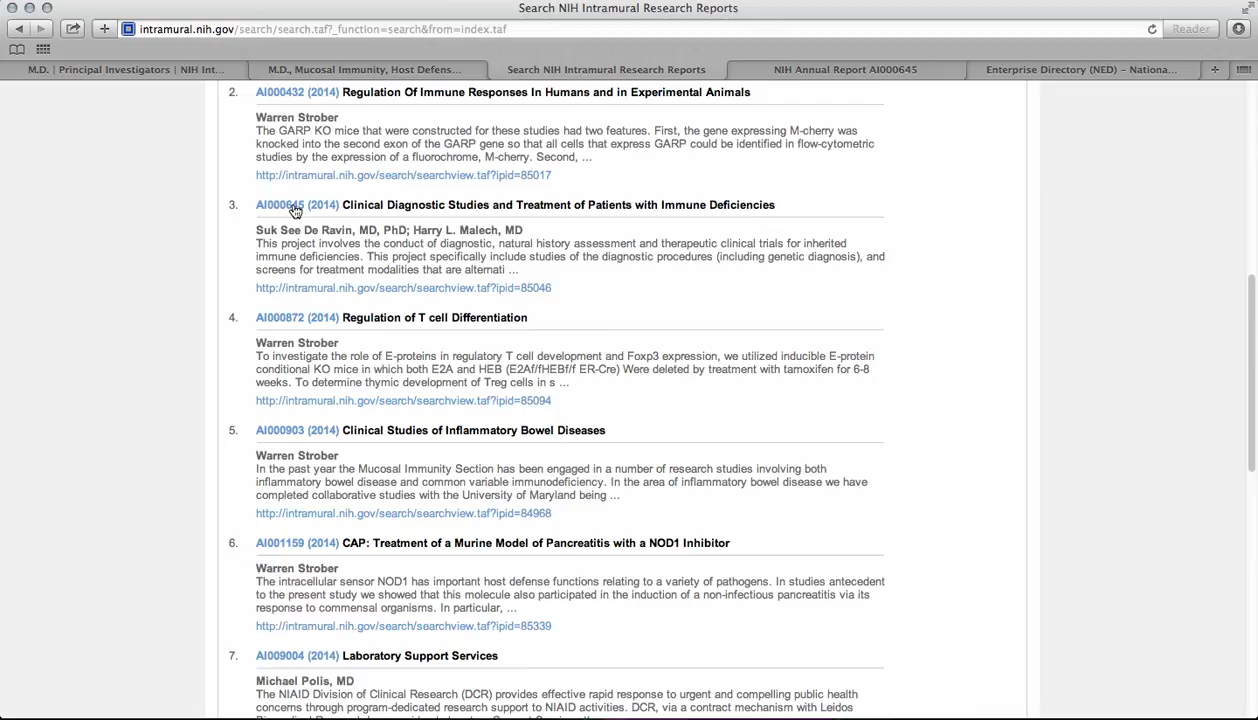 Search NIH Intramural Research Reports
intramural.nih.gov/search/search.taf?_function=search&from=index.taf
Reader
M.D. | Principal Investigators | NIH Int...
M.D., Mucosal Immunity, Host Defens...
Search NIH Intramural Research Reports
NIH Annual Report AI000645
Enterprise Directory (NED) – Nationa...
2. AI000432 (2014) Regulation Of Immune Responses In Humans and in Experimental Animals
Warren Strober
The GARP KO mice that were constructed for these studies had two features. First, the gene expressing M-cherry was
knocked into the second exon of the GARP gene so that all cells that express GARP could be identified in flow-cytometric
studies by the expression of a fluorochrome, M-cherry. Second, ...
http://intramural.nih.gov/search/searchview.taf?ipid=85017
3. AI000645 (2014) Clinical Diagnostic Studies and Treatment of Patients with Immune Deficiencies
Suk See De Ravin, MD, PhD; Harry L. Malech, MD
This project involves the conduct of diagnostic, natural history assessment and therapeutic clinical trials for inherited
immune deficiencies. This project specifically include studies of the diagnostic procedures (including genetic diagnosis), and
screens for treatment modalities that are alternati ...
http://intramural.nih.gov/search/searchview.taf?ipid=85046
4. AI000872 (2014) Regulation of T cell Differentiation
Warren Strober
To investigate the role of E-proteins in regulatory T cell development and Foxp3 expression, we utilized inducible E-protein
conditional KO mice in which both E2A and HEB (E2Af/fHEBf/f ER-Cre) Were deleted by treatment with tamoxifen for 6-8
weeks. To determine thymic development of Treg cells in s ...
http://intramural.nih.gov/search/searchview.taf?ipid=85094
5. AI000903 (2014) Clinical Studies of Inflammatory Bowel Diseases
Warren Strober
In the past year the Mucosal Immunity Section has been engaged in a number of research studies involving both
inflammatory bowel disease and common variable immunodeficiency. In the area of inflammatory bowel disease we have
completed collaborative studies with the University of Maryland being ...
http://intramural.nih.gov/search/searchview.taf?ipid=84968
6. AI001159 (2014) CAP: Treatment of a Murine Model of Pancreatitis with a NOD1 Inhibitor
Warren Strober
The intracellular sensor NOD1 has important host defense functions relating to a variety of pathogens. In studies antecedent
to the present study we showed that this molecule also participated in the induction of a non-infectious pancreatitis via its
response to commensal organisms. In particular, ...
http://intramural.nih.gov/search/searchview.taf?ipid=85339
7. AI009004 (2014) Laboratory Support Services
Michael Polis, MD
The NIAID Division of Clinical Research (DCR) provides effective rapid response to urgent and compelling public health
concerns through program-dedicated research support to NIAID activities. DCR, via a contract mechanism with Leidos